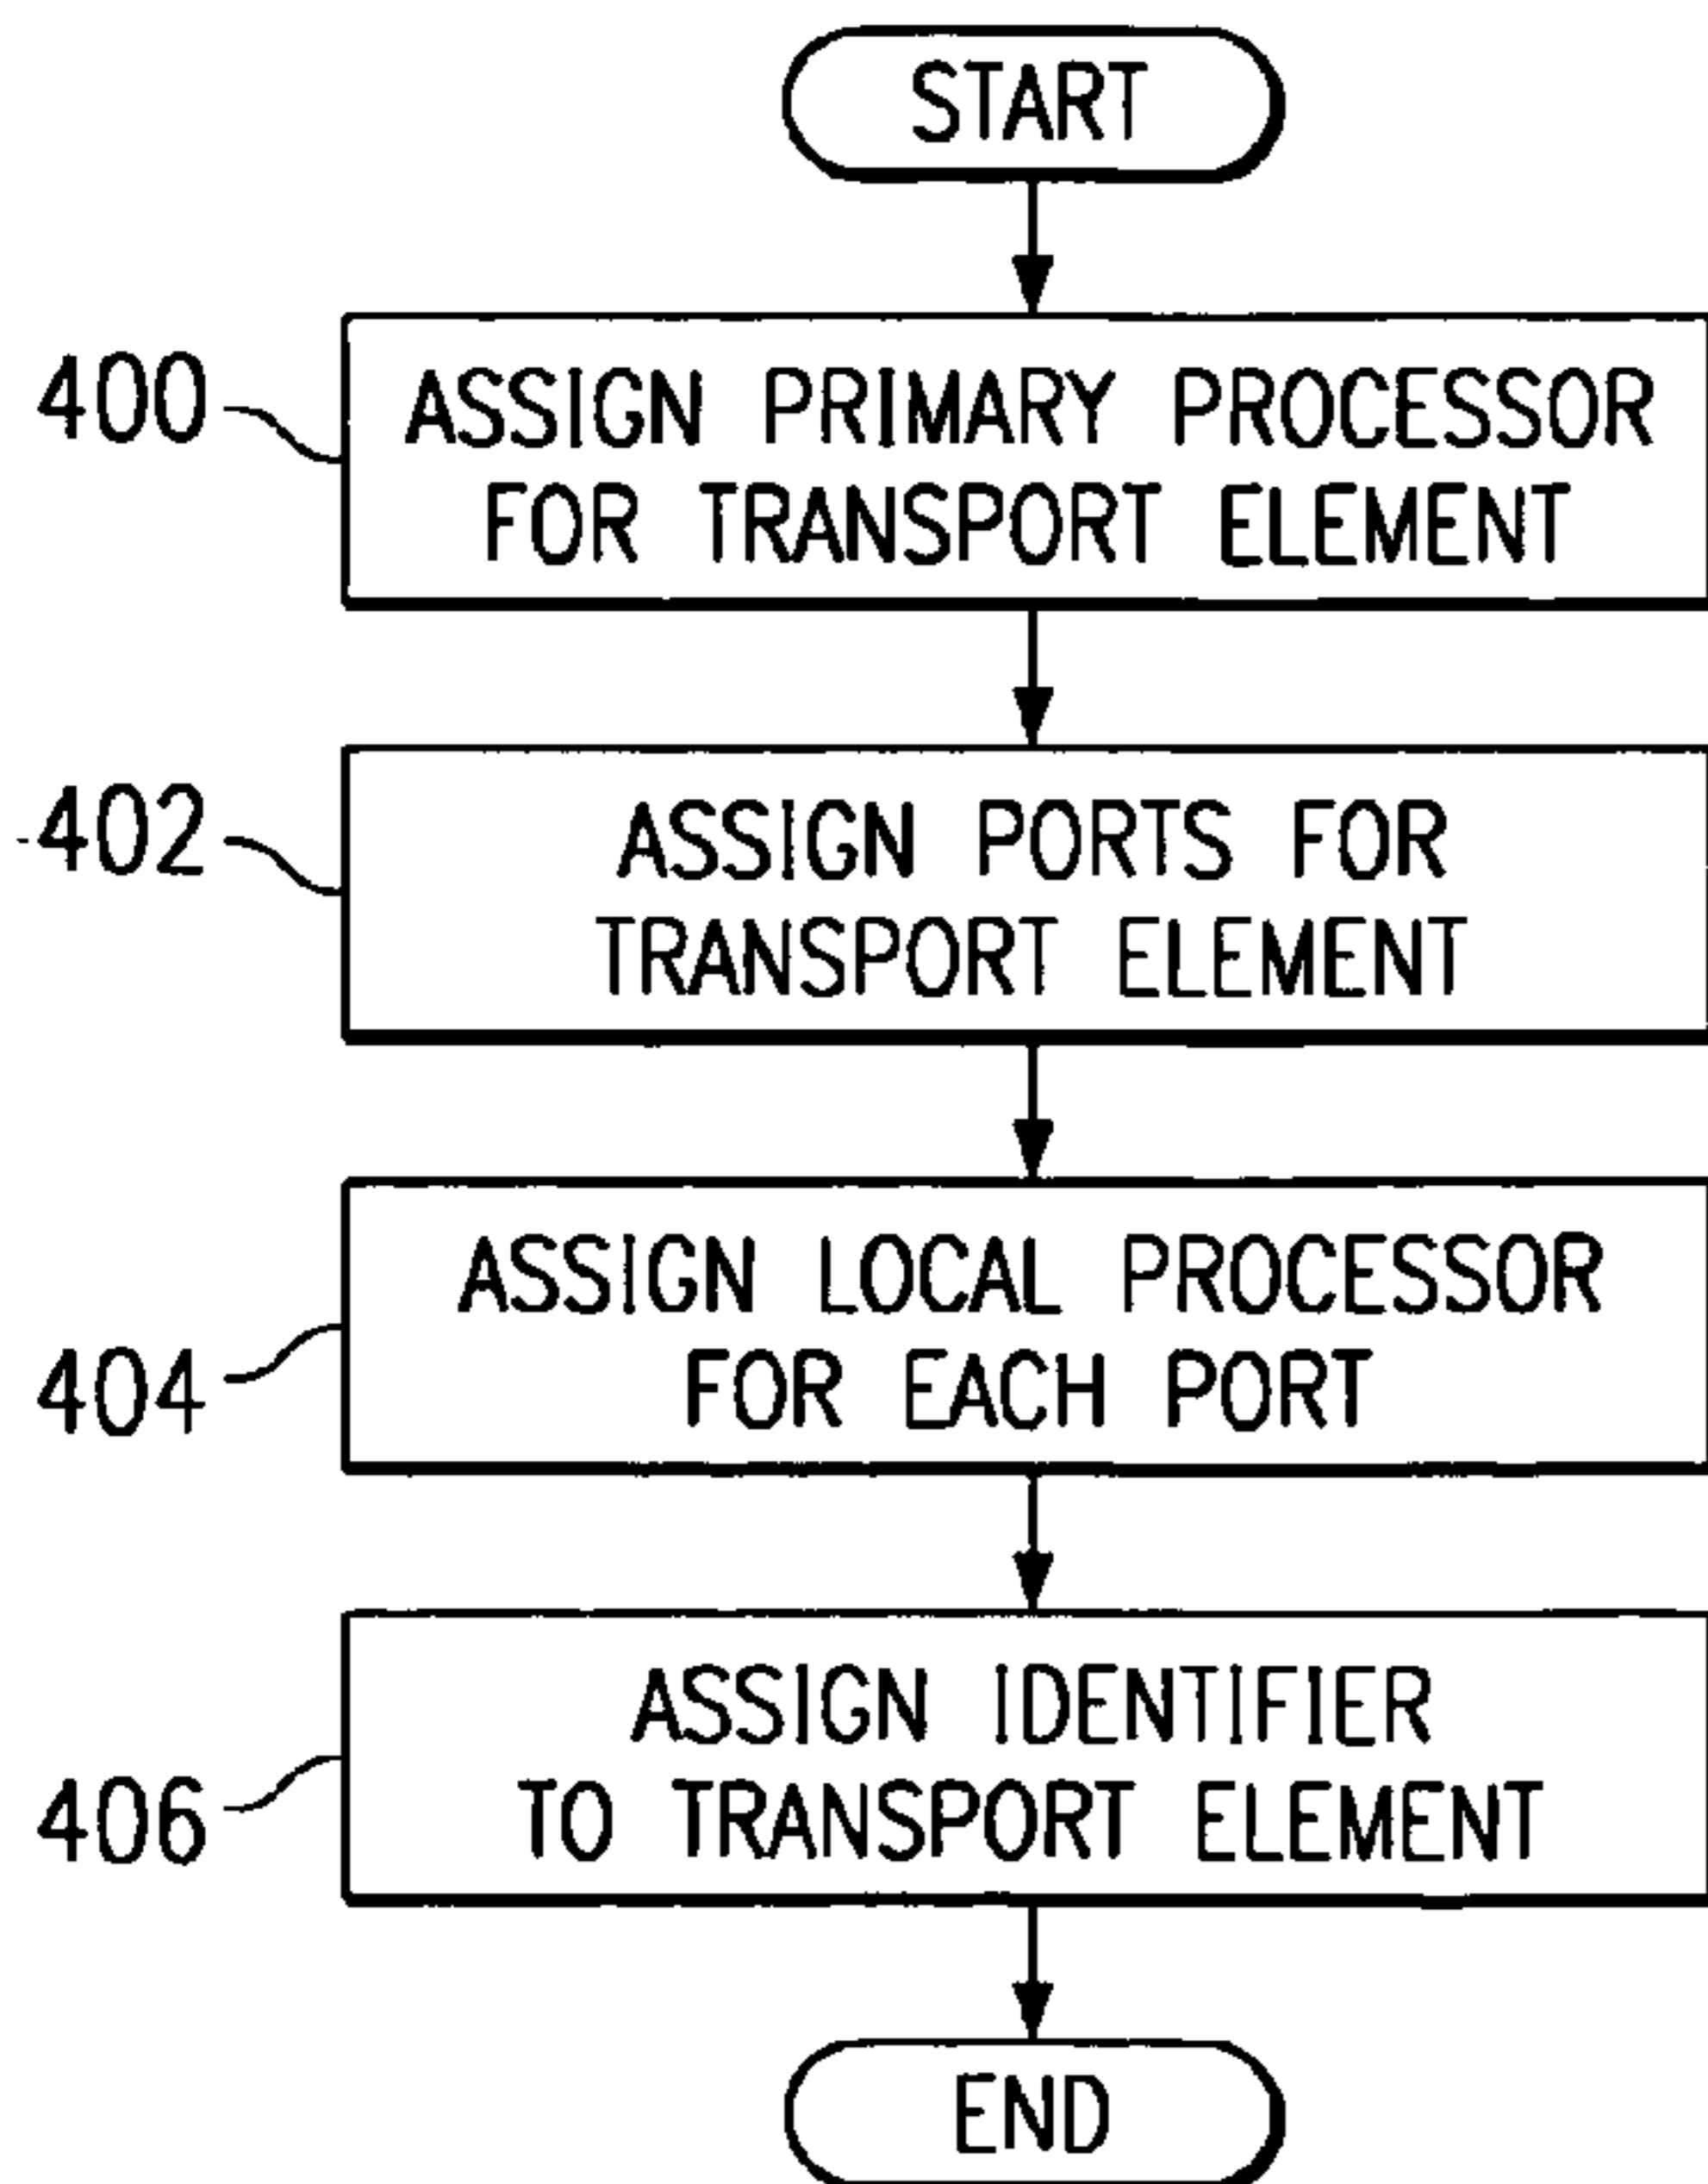 START
400
ASSIGN PRIMARY PROCESSOR
FOR TRANSPORT ELEMENT
402
ASSIGN PORTS FOR
TRANSPORT ELEMENT
ASSIGN LOCAL PROCESSOR
FOR EACH PORT
404
ASSIGN IDENTIFIER
TO TRANSPORT ELEMENT
406
END